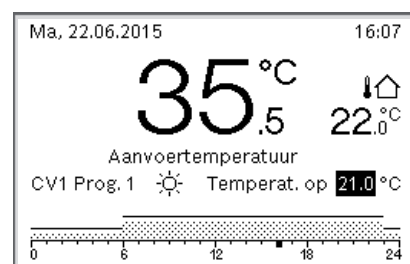 Ma, 22.06.2015 16:07
35.5 °C
22.0 °C
Aanvoertemperatuur
CV1 Prog. 1 Temperat. op 21.0 °C
0 6 12 18 24